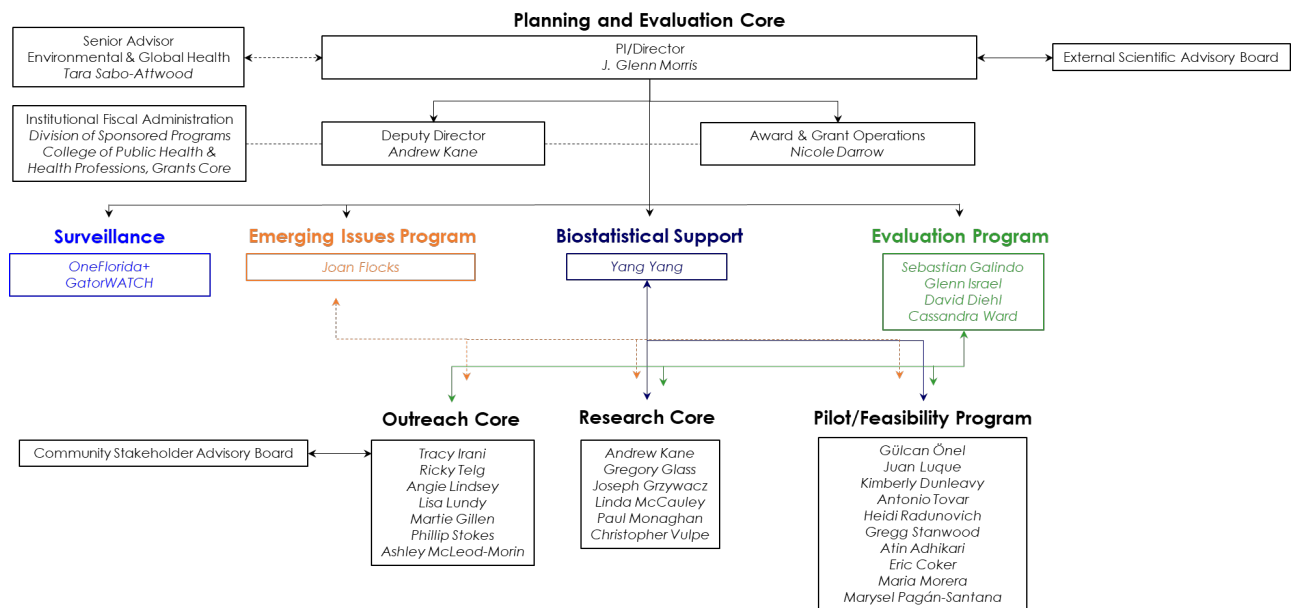 Planning and Evaluation Core
Senior Advisor
Environmental & Global Health
Tara Sabo-Attwood
PI/Director
J. Glenn Morris
External Scientific Advisory Board
Institutional Fiscal Administration
Division of Sponsored Programs
College of Public Health &
Health Professions, Grants Core
Deputy Director
Andrew Kane
Award & Grant Operations
Nicole Darrow
Surveillance
OneFlorida+
GatorWATCH
Emerging Issues Program
Joan Flocks
Biostatistical Support
Yang Yang
Evaluation Program
Sebastian Galindo
Glenn Israel
David Diehl
Cassandra Ward
Community Stakeholder Advisory Board
Outreach Core
Tracy Irani
Ricky Telg
Angie Lindsey
Lisa Lundy
Martie Gillen
Phillip Stokes
Ashley McLeod-Morin
Research Core
Andrew Kane
Gregory Glass
Joseph Grzywacz
Linda McCauley
Paul Monaghan
Christopher Vulpe
Pilot/Feasibility Program
Gülcan Önel
Juan Luque
Kimberly Dunleavy
Antonio Tovar
Heidi Radunovich
Gregg Stanwood
Atin Adhikari
Eric Coker
Maria Morera
Marysel Pagán-Santana